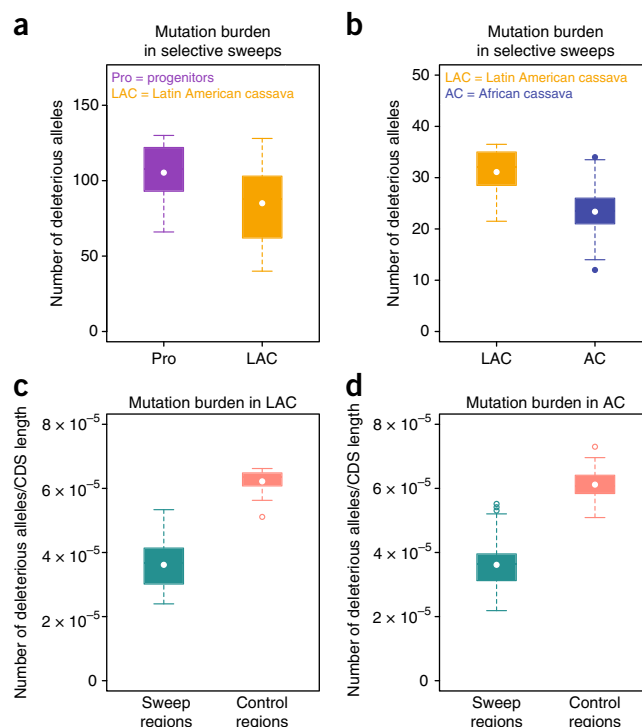 a
Mutation burden
in selective sweeps
Pro = progenitors
LAC = Latin American cassava
Number of deleterious alleles
150
100
50
0
Pro LAC
b
Mutation burden
in selective sweeps
LAC = Latin American cassava
AC = African cassava
Number of deleterious alleles
50
40
30
20
10
0
LAC AC
c
Mutation burden in LAC
Number of deleterious alleles/CDS length
8 × 10⁻⁵
6 × 10⁻⁵
4 × 10⁻⁵
2 × 10⁻⁵
0
Sweep Control
regions regions
d
Mutation burden in AC
Number of deleterious alleles/CDS length
8 × 10⁻⁵
6 × 10⁻⁵
4 × 10⁻⁵
2 × 10⁻⁵
0
Sweep Control
regions regions